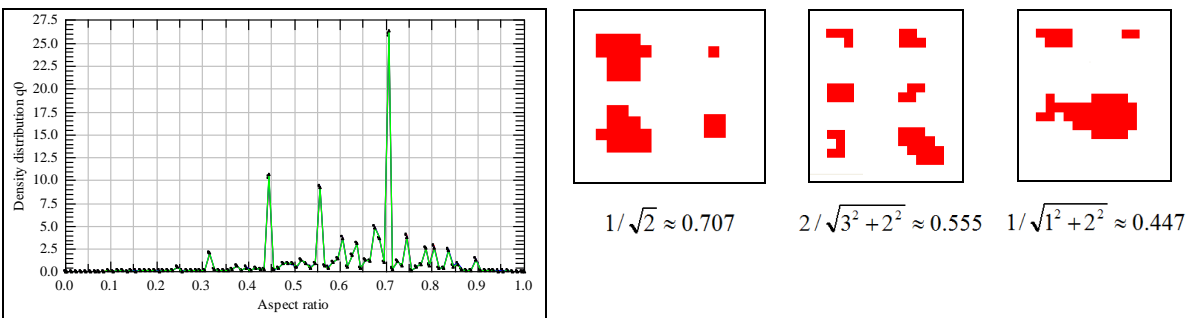 27.5
25.0
22.5
20.0
17.5
15.0
12.5
10.0
7.5
5.0
2.5
0.0
Density distribution q0
0.0 0.1 0.2 0.3 0.4 0.5 0.6 0.7 0.8 0.9 1.0
Aspect ratio
1/√2 ≈ 0.707
2/√3² + 2² ≈ 0.555
1/√1² + 2² ≈ 0.447